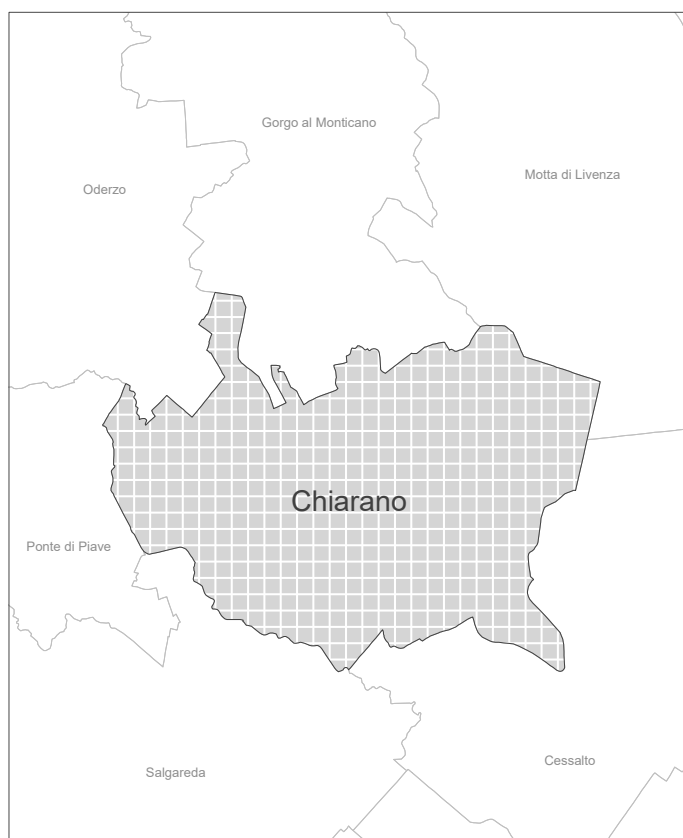 Gorgo al Monticano
Motta di Livenza
Oderzo
Chiarano
Ponte di Piave
Cessalto
Salgareda